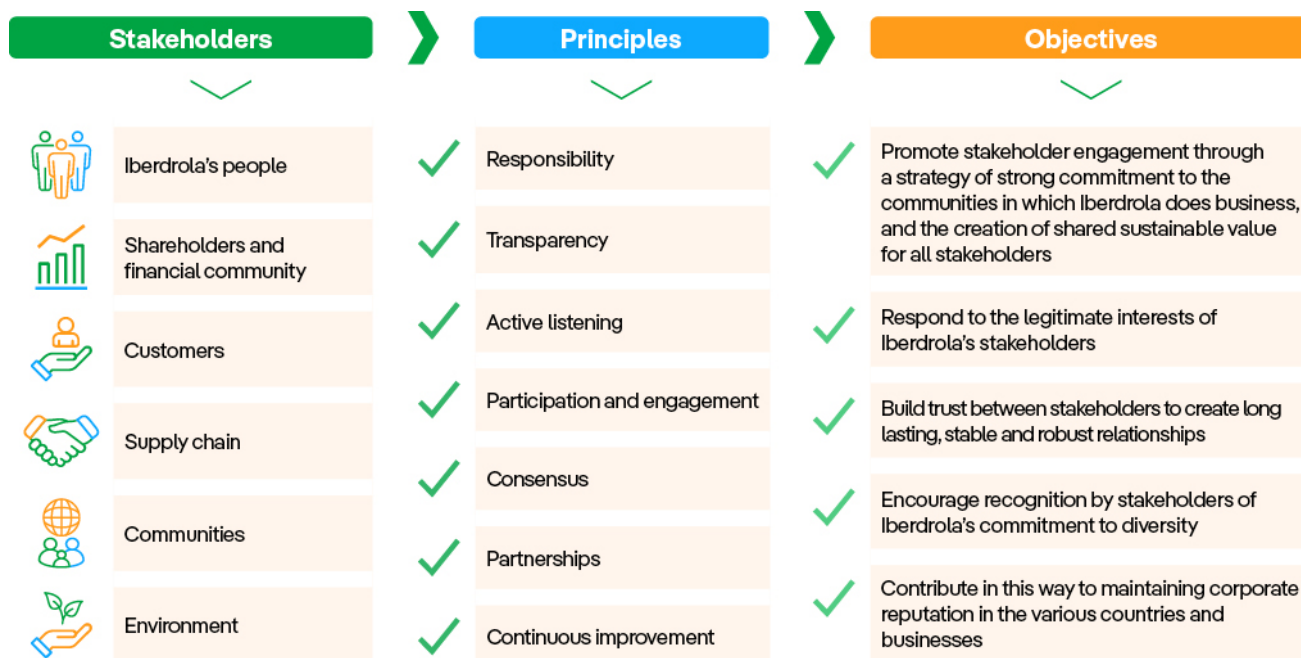 Stakeholders
Iberdrola's people
Shareholders and
financial community
Customers
Supply chain
Communities
Environment
Principles
Responsibility
Transparency
Active listening
Participation and engagement
Consensus
Partnerships
Continuous improvement
Objectives
Promote stakeholder engagement through
a strategy of strong commitment to the
communities in which Iberdrola does business,
and the creation of shared sustainable value
for all stakeholders
Respond to the legitimate interests of
Iberdrola's stakeholders
Build trust between stakeholders to create long
lasting, stable and robust relationships
Encourage recognition by stakeholders of
Iberdrola's commitment to diversity
Contribute in this way to maintaining corporate
reputation in the various countries and
businesses